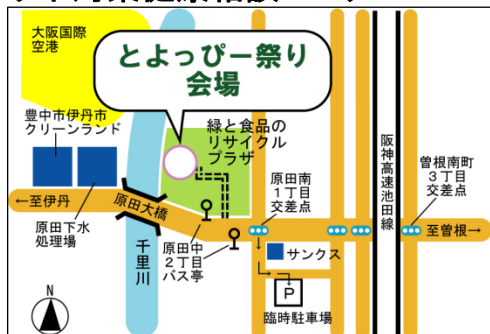 大阪国際
空港
とよっぴー祭り
会場
豊中市伊丹市
クリーンランド
緑と食品の
リサイクル
プラザ
阪神高速池田線
曽根南町
3丁目
交差点
原田南
1丁目
交差点
←至伊丹
原田大橋
至曽根→
原田下水
処理場
千里川
原田中
2丁目
バス亭
サンクス
P
臨時駐車場
N